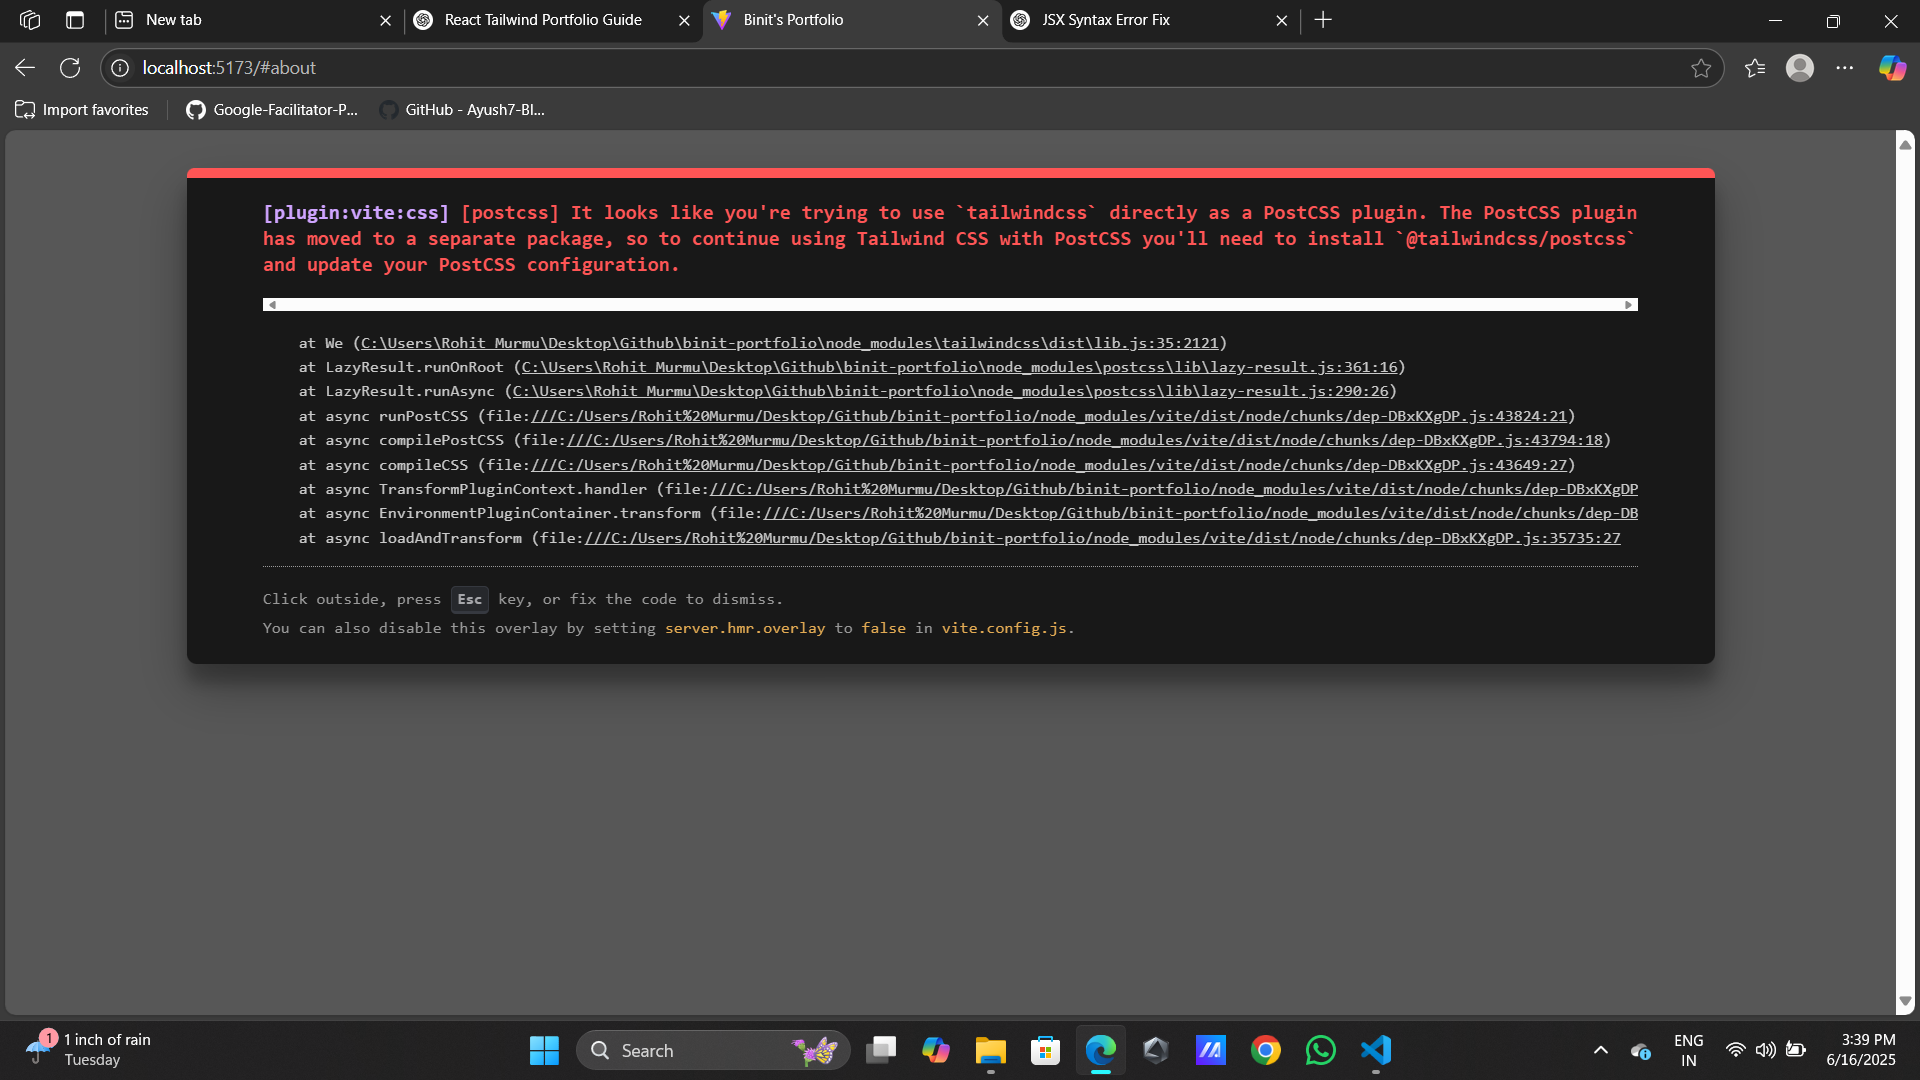 New tab
React Tailwind Portfolio Guide
Binit's Portfolio
JSX Syntax Error Fix
localhost:5173/#about
Import favorites
Google-Facilitator-P...
GitHub - Ayush7-Bl...
[plugin:vite:css] [postcss] It looks like you're trying to use `tailwindcss` directly as a PostCSS plugin. The PostCSS plugin
has moved to a separate package, so to continue using Tailwind CSS with PostCSS you'll need to install `@tailwindcss/postcss`
and update your PostCSS configuration.
at We (C:\Users\Rohit Murmu\Desktop\Github\binit-portfolio\node_modules\tailwindcss\dist\lib.js:35:2121)
at LazyResult.runOnRoot (C:\Users\Rohit Murmu\Desktop\Github\binit-portfolio\node_modules\postcss\lib\lazy-result.js:361:16)
at LazyResult.runAsync (C:\Users\Rohit Murmu\Desktop\Github\binit-portfolio\node_modules\postcss\lib\lazy-result.js:290:26)
at async runPostCSS (file:///C:/Users/Rohit%20Murmu/Desktop/Github/binit-portfolio/node_modules/vite/dist/node/chunks/dep-DBxKXgDP.js:43824:21)
at async compilePostCSS (file:///C:/Users/Rohit%20Murmu/Desktop/Github/binit-portfolio/node_modules/vite/dist/node/chunks/dep-DBxKXgDP.js:43794:18)
at async compileCSS (file:///C:/Users/Rohit%20Murmu/Desktop/Github/binit-portfolio/node_modules/vite/dist/node/chunks/dep-DBxKXgDP.js:43649:27)
at async TransformPluginContext.handler (file:///C:/Users/Rohit%20Murmu/Desktop/Github/binit-portfolio/node_modules/vite/dist/node/chunks/dep-DBxKXgDP
at async EnvironmentPluginContainer.transform (file:///C:/Users/Rohit%20Murmu/Desktop/Github/binit-portfolio/node_modules/vite/dist/node/chunks/dep-DB
at async loadAndTransform (file:///C:/Users/Rohit%20Murmu/Desktop/Github/binit-portfolio/node_modules/vite/dist/node/chunks/dep-DBxKXgDP.js:35735:27
Click outside, press Esc key, or fix the code to dismiss.
You can also disable this overlay by setting server.hmr.overlay to false in vite.config.js.
1
1 inch of rain
Tuesday
Search
ENG
IN
3:39 PM
6/16/2025